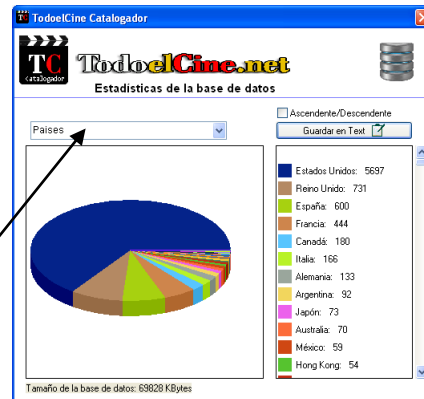 TodoelCine Catalogador
TC
Catalogador
TodoelCine.net
Estadísticas de la base de datos
Ascendente/Descendente
Paises
Guardar en Text
Estados Unidos: 5697
Reino Unido: 731
España: 600
Francia: 444
Canadá: 180
Italia: 166
Alemania: 133
Argentina: 92
Japón: 73
Australia: 70
México: 59
Hong Kong: 54
Tamaño de la base de datos: 69828 KBytes